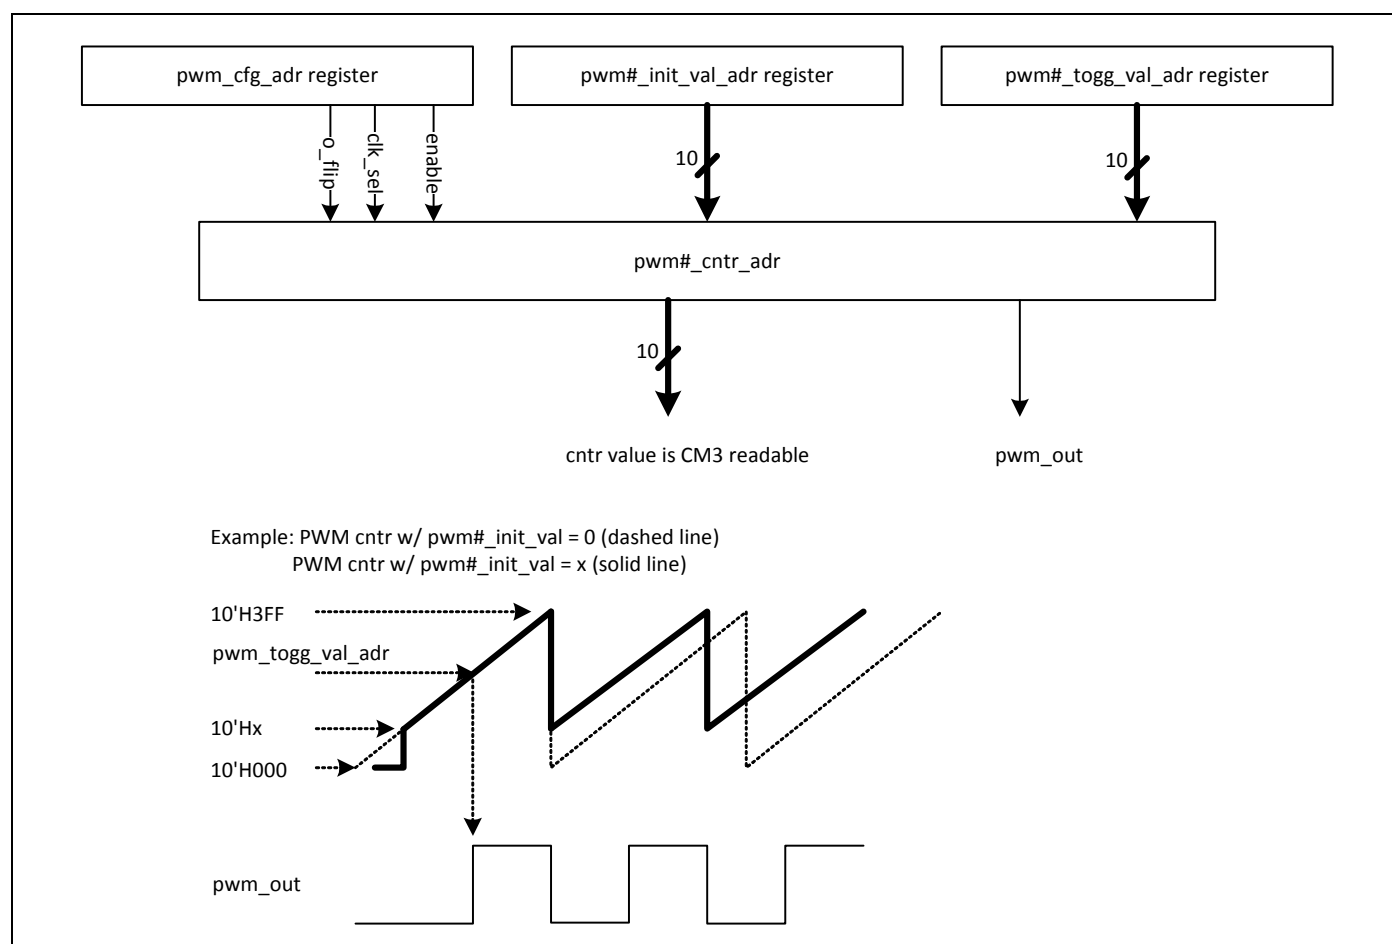 pwm_cfg_adr register
pwm#_init_val_adr register
pwm#_togg_val_adr register
o_flip
clk_sel
enable
10
10
pwm#_cntr_adr
10
cntr value is CM3 readable
pwm_out
Example: PWM cntr w/ pwm#_init_val = 0 (dashed line)
PWM cntr w/ pwm#_init_val = x (solid line)
10'H3FF
pwm_togg_val_adr
10'Hx
10'H000
pwm_out